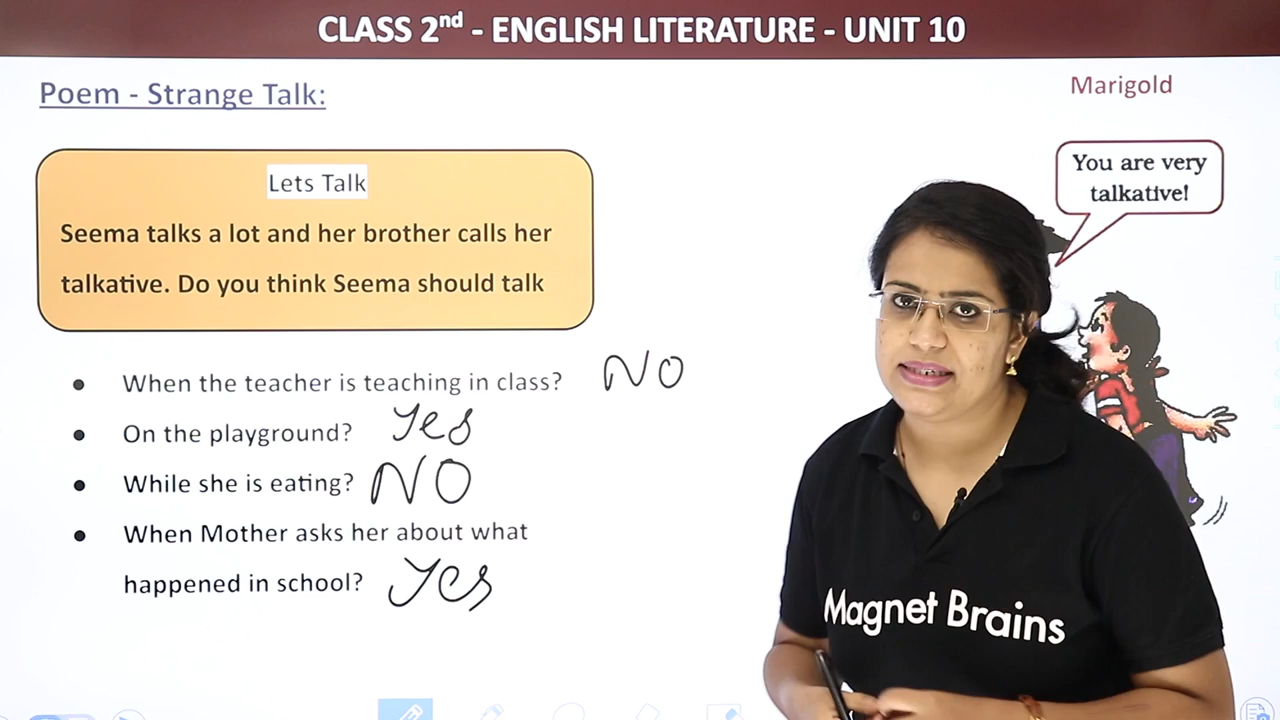 CLASS 2nd - ENGLISH LITERATURE - UNIT 10
Poem - Strange Talk:
Marigold
You are very
talkative!
Lets Talk
Seema talks a lot and her brother calls her
talkative. Do you think Seema should talk
When the teacher is teaching in class? NO
On the playground? Yes
While she is eating? NO
When Mother asks her about what
happened in school? Yes
Magnet Brains